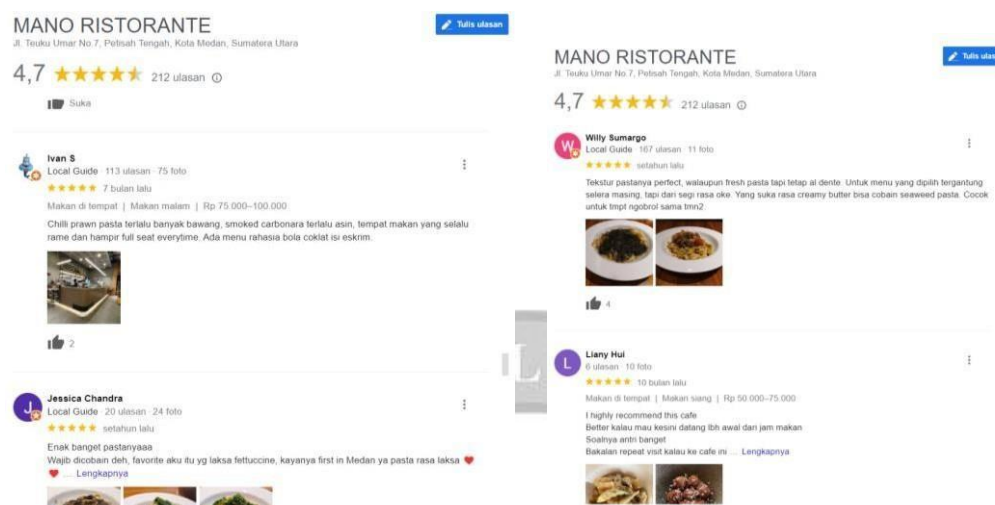 MANO RISTORANTE
Tulis ulasan
Jl. Teuku Umar No.7, Petisah Tengah, Kota Medan, Sumatera Utara
4,7 212 ulasan
Suka
Ivan S
Local Guide · 113 ulasan · 75 foto
7 bulan lalu
Makan di tempat | Makan malam | Rp 75.000–100.000
Chilli prawn pasta terlalu banyak bawang, smoked carbonara terlalu asin, tempat makan yang selalu
rame dan hampir full seat everytime. Ada menu rahasia bola coklat isi eskrim.
2
Jessica Chandra
Local Guide · 20 ulasan · 24 foto
setahun lalu
Enak banget pastanyaaa
Wajib dicobain deh, favorite aku itu yg laksa fettuccine, kayanya first in Medan ya pasta rasa laksa ❤
❤ ... Lengkapnya
MANO RISTORANTE
Tulis ulas
Jl. Teuku Umar No.7, Petisah Tengah, Kota Medan, Sumatera Utara
4,7 212 ulasan
W
Willy Sumargo
Local Guide · 167 ulasan · 11 foto
setahun lalu
Tekstur pastanya perfect, walaupun fresh pasta tapi tetap al dente. Untuk menu yang dipilih tergantung
selera masing, tapi dari segi rasa oke. Yang suka rasa creamy butter bisa cobain seaweed pasta. Cocok
untuk tmpt ngobrol sama tmn2.
4
L
Liany Hui
6 ulasan · 10 foto
10 bulan lalu
Makan di tempat | Makan siang | Rp 50.000–75.000
I highly recommend this cafe
Better kalau mau kesini datang lbh awal dari jam makan
Soalnya antri banget
Bakalan repeat visit kalau ke cafe ini ... Lengkapnya